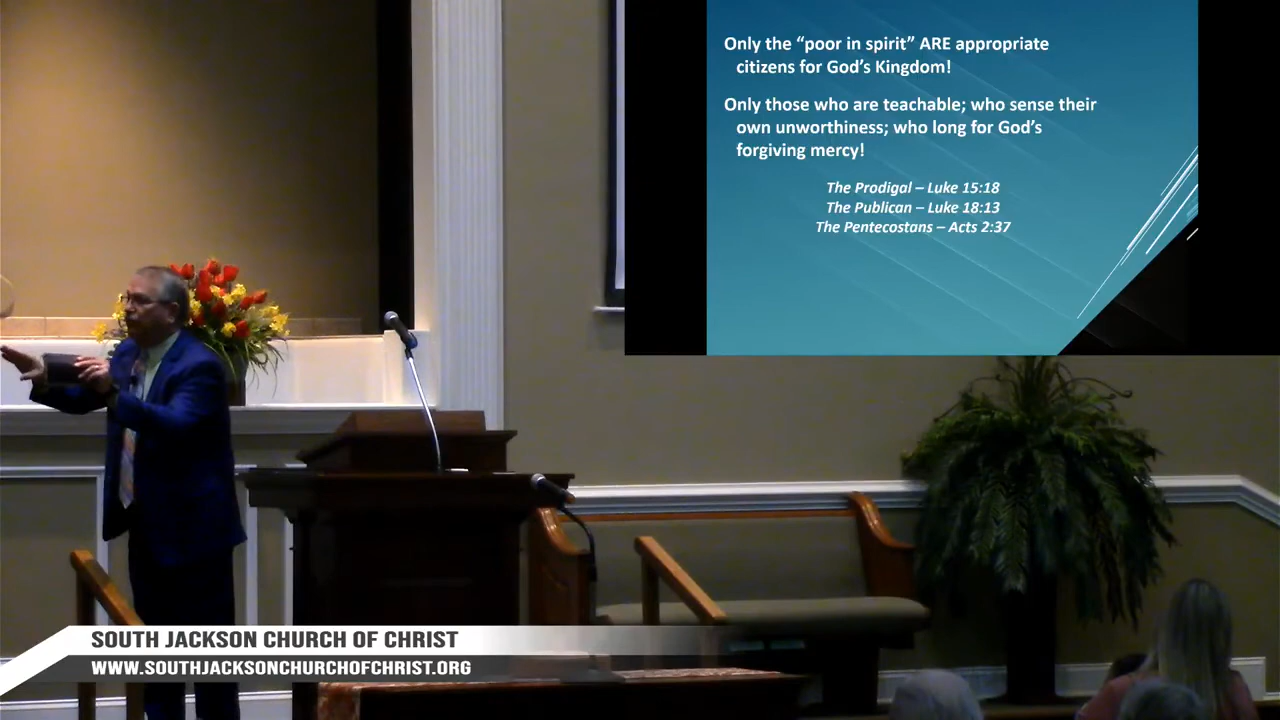 Only the “poor in spirit” ARE appropriate
citizens for God’s Kingdom!
Only those who are teachable; who sense their
own unworthiness; who long for God’s
forgiving mercy!
The Prodigal – Luke 15:18
The Publican – Luke 18:13
The Pentecostans – Acts 2:37
SOUTH JACKSON CHURCH OF CHRIST
WWW.SOUTHJACKSONCHURCHOFCHRIST.ORG